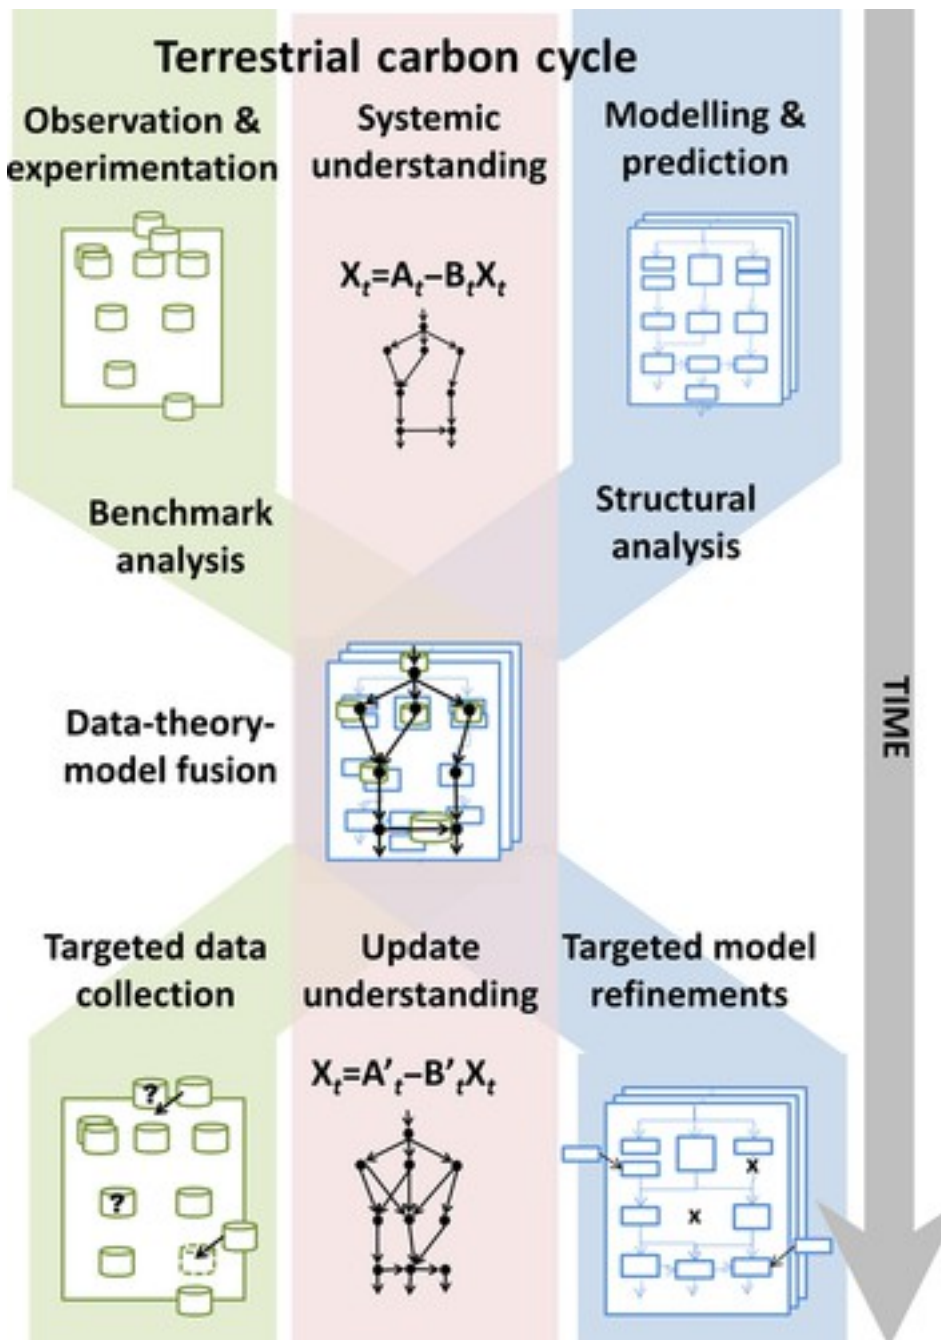 Terrestrial carbon cycle
Observation &
experimentation
Systemic
understanding
Modelling &
prediction
Xₜ=Aₜ–BₜXₜ
Benchmark
analysis
Structural
analysis
Data-theory-
model fusion
TIME
Targeted data
collection
Update
understanding
Targeted model
refinements
Xₜ=A’ₜ–B’ₜXₜ
?
?
X
X